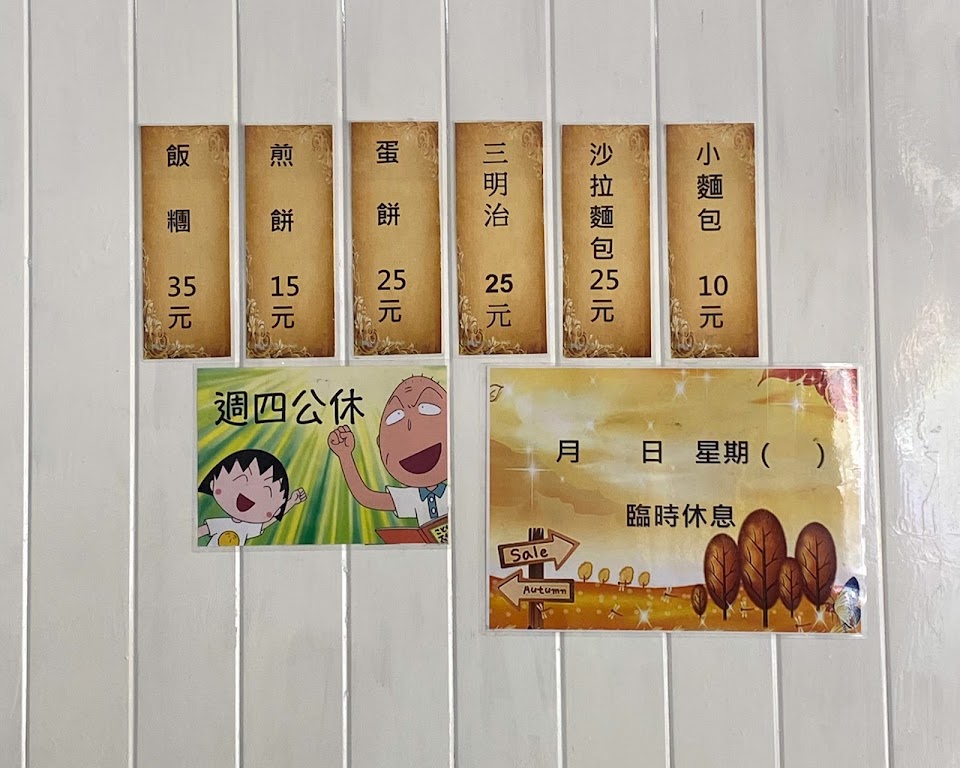 飯糰35元
煎餅15元
蛋餅25元
三明治25元
沙拉麵包25元
小麵包10元
週四公休
月 日 星期( )
臨時休息
Sale
Autumn